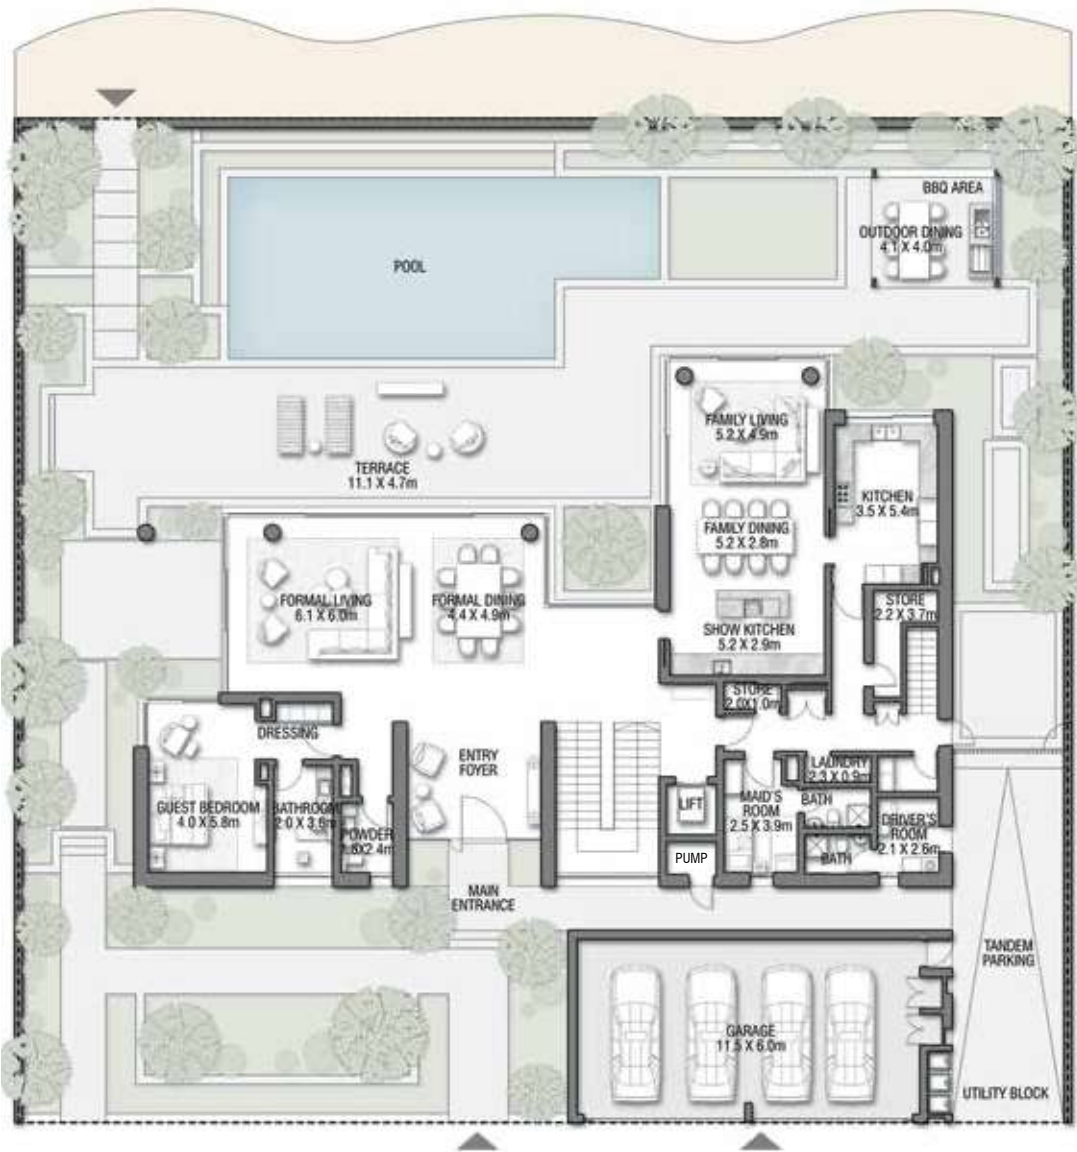 BBQ AREA
OUTDOOR DINING
4.1 X 4.0m
POOL
FAMILY LIVING
5.2 X 4.9m
TERRACE
11.1 X 4.7m
KITCHEN
3.5 X 5.4m
FAMILY DINING
5.2 X 2.8m
FORMAL LIVING
6.1 X 6.0m
FORMAL DINING
4.4 X 4.9m
STORE
2.2 X 3.7m
SHOW KITCHEN
5.2 X 2.9m
STORE
2.0X1.0m
DRESSING
ENTRY
FOYER
LAUNDRY
2.3 X 0.9m
GUEST BEDROOM
4.0 X 5.8m
BATHROOM
2.0 X 3.6m
POWDER
1.6X2.4m
LIFT
MAID'S
ROOM
2.5 X 3.9m
BATH
DRIVER'S
ROOM
2.1 X 2.6m
BATH
PUMP
MAIN
ENTRANCE
TANDEM
PARKING
GARAGE
11.5 X 6.0m
UTILITY BLOCK